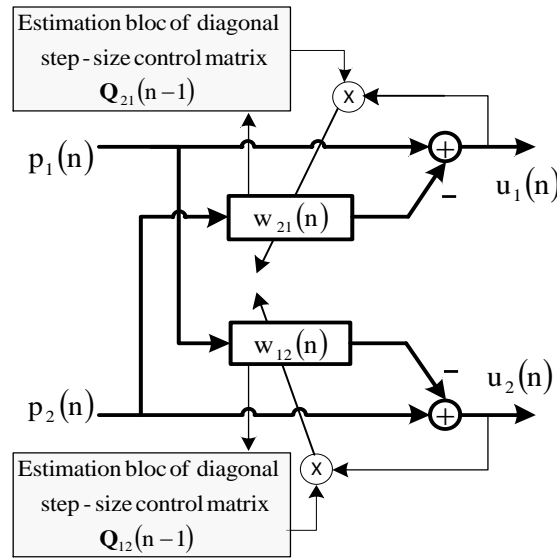 Estimation bloc of diagonal
step-size control matrix
Q₂₁(n−1)
x
p₁(n)
+
−
u₁(n)
w₂₁(n)
w₁₂(n)
−
u₂(n)
p₂(n)
+
Estimation bloc of diagonal
step-size control matrix
Q₁₂(n−1)
x